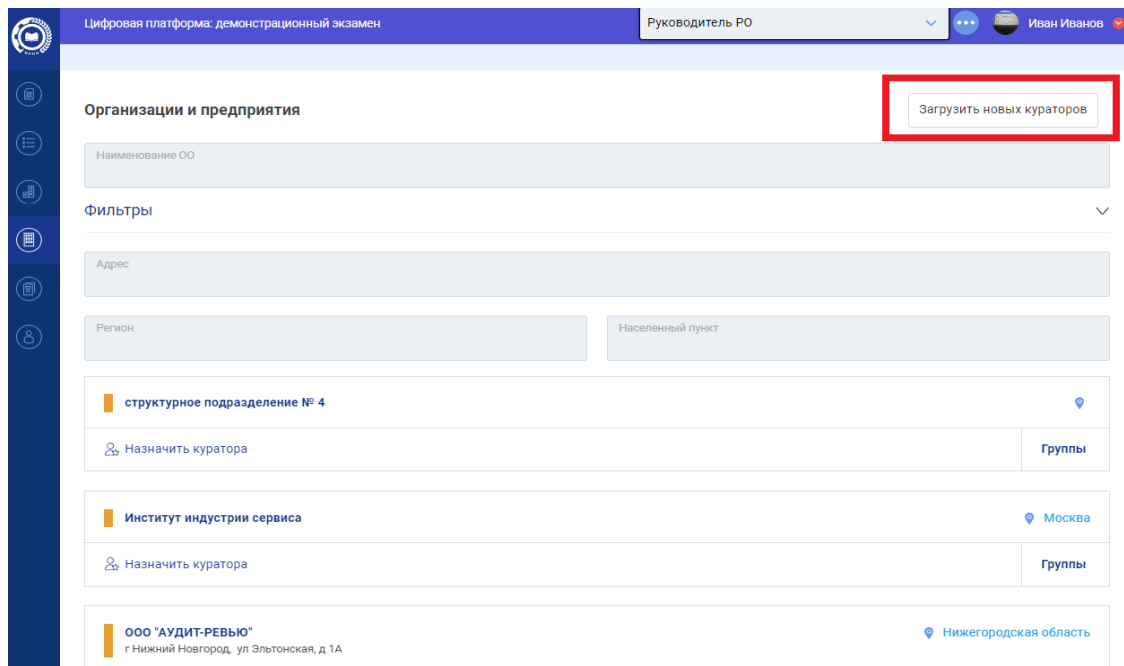 Цифровая платформа: демонстрационный экзамен
Руководитель РО
Иван Иванов
Организации и предприятия
Загрузить новых кураторов
Наименование ОО
Фильтры
Адрес
Регион
Населенный пункт
структурное подразделение № 4
Назначить куратора
Группы
Институт индустрии сервиса
Москва
Назначить куратора
Группы
ООО "АУДИТ-РЕВЬЮ"
Нижегородская область
г Нижний Новгород, ул Эльтонская, д 1А